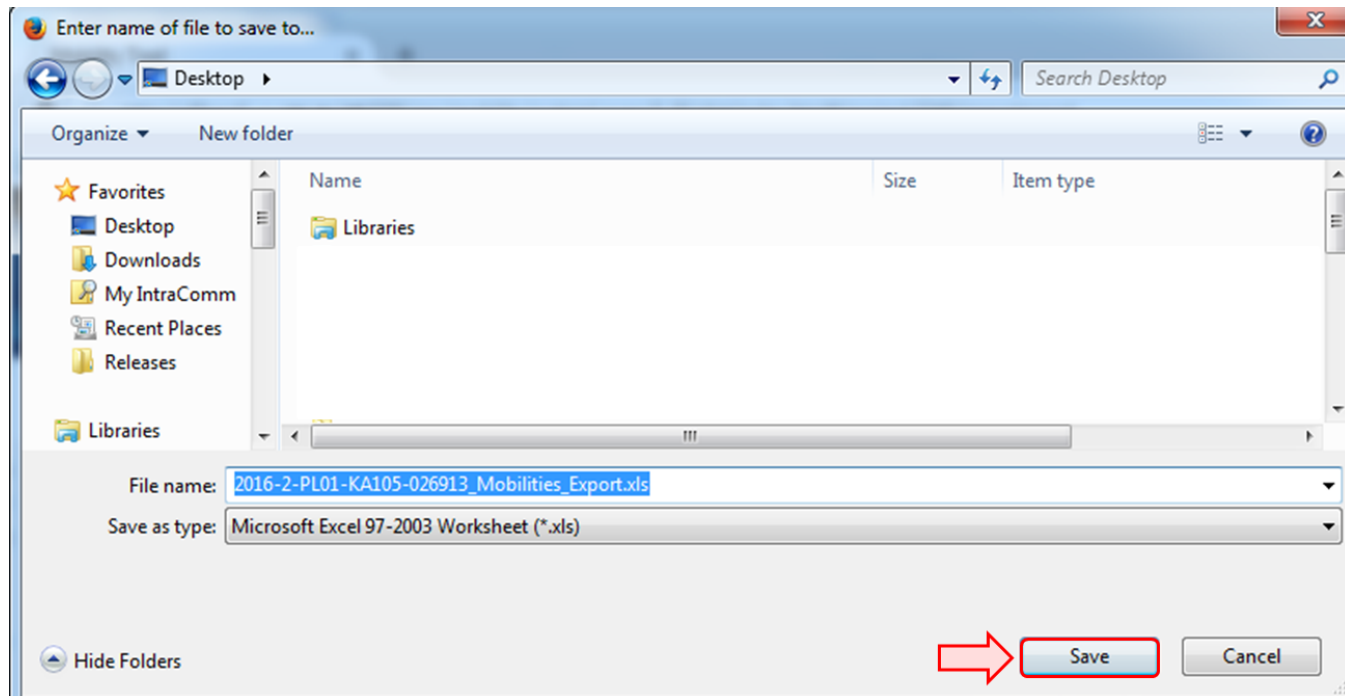 Enter name of file to save to...
Desktop
Search Desktop
Organize
New folder
Favorites
Desktop
Downloads
My IntraComm
Recent Places
Releases
Libraries
Name
Size
Item type
Libraries
File name: 2016-2-PL01-KA105-026913_Mobilities_Export.xls
Save as type: Microsoft Excel 97-2003 Worksheet (*.xls)
Hide Folders
Save
Cancel